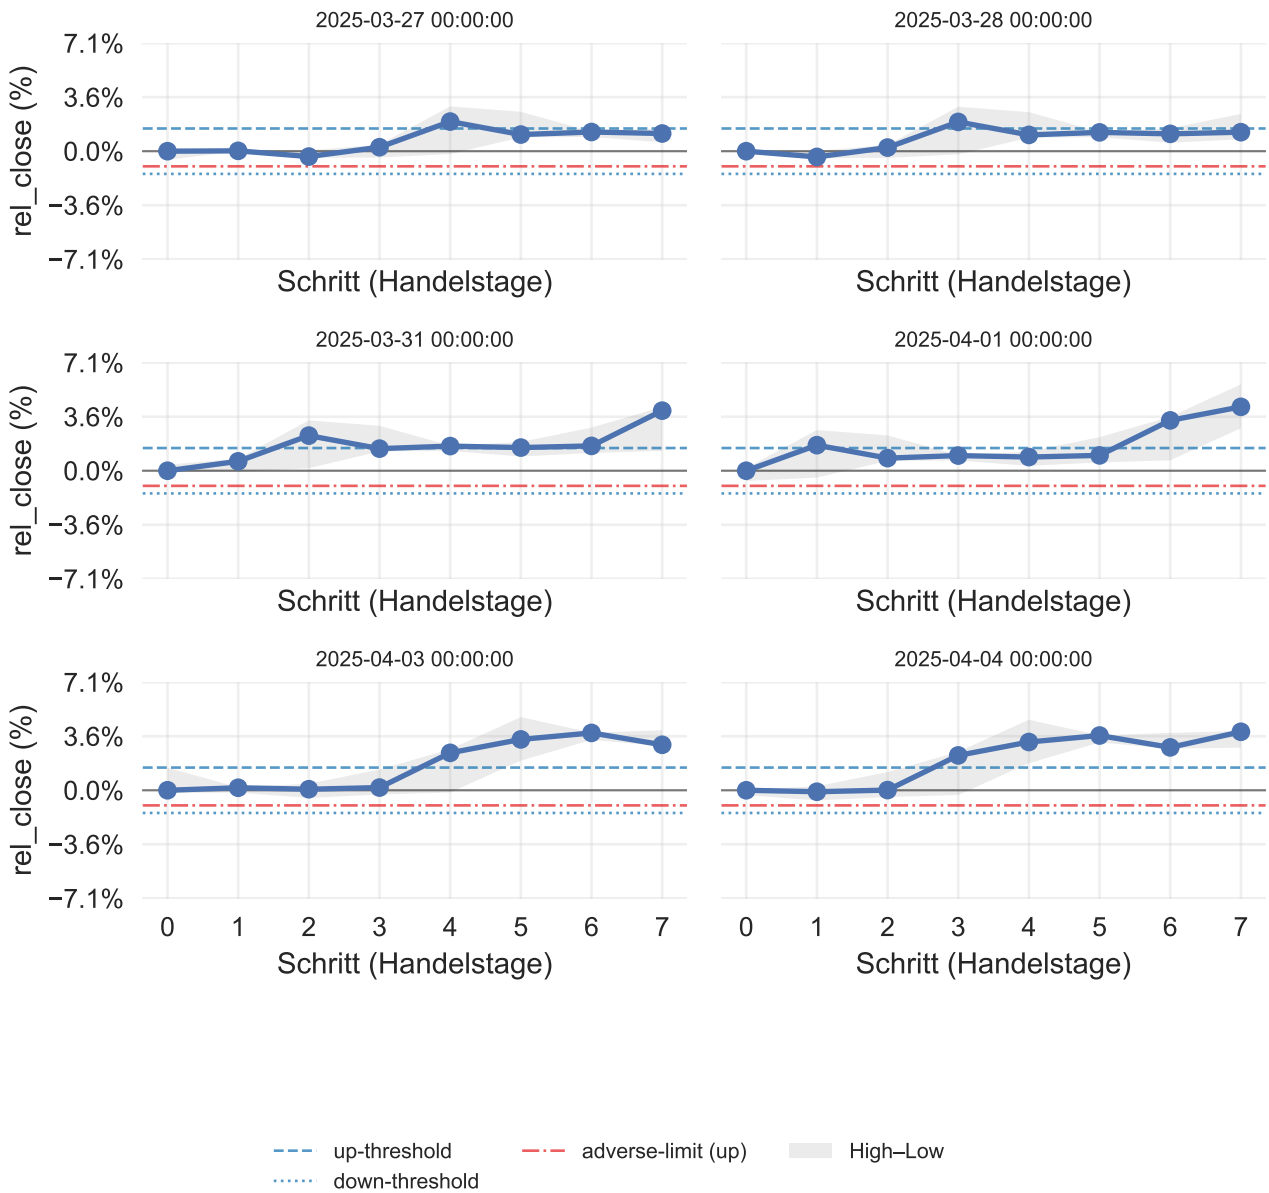 2025-03-27 00:00:00
2025-03-28 00:00:00
7.1%
3.6%
0.0%
−3.6%
−7.1%
rel_close (%)
Schritt (Handelstage)
Schritt (Handelstage)
2025-03-31 00:00:00
2025-04-01 00:00:00
7.1%
3.6%
0.0%
−3.6%
−7.1%
rel_close (%)
Schritt (Handelstage)
Schritt (Handelstage)
2025-04-03 00:00:00
2025-04-04 00:00:00
7.1%
3.6%
0.0%
−3.6%
−7.1%
rel_close (%)
0 1 2 3 4 5 6 7
0 1 2 3 4 5 6 7
Schritt (Handelstage)
Schritt (Handelstage)
up-threshold
adverse-limit (up)
High–Low
down-threshold